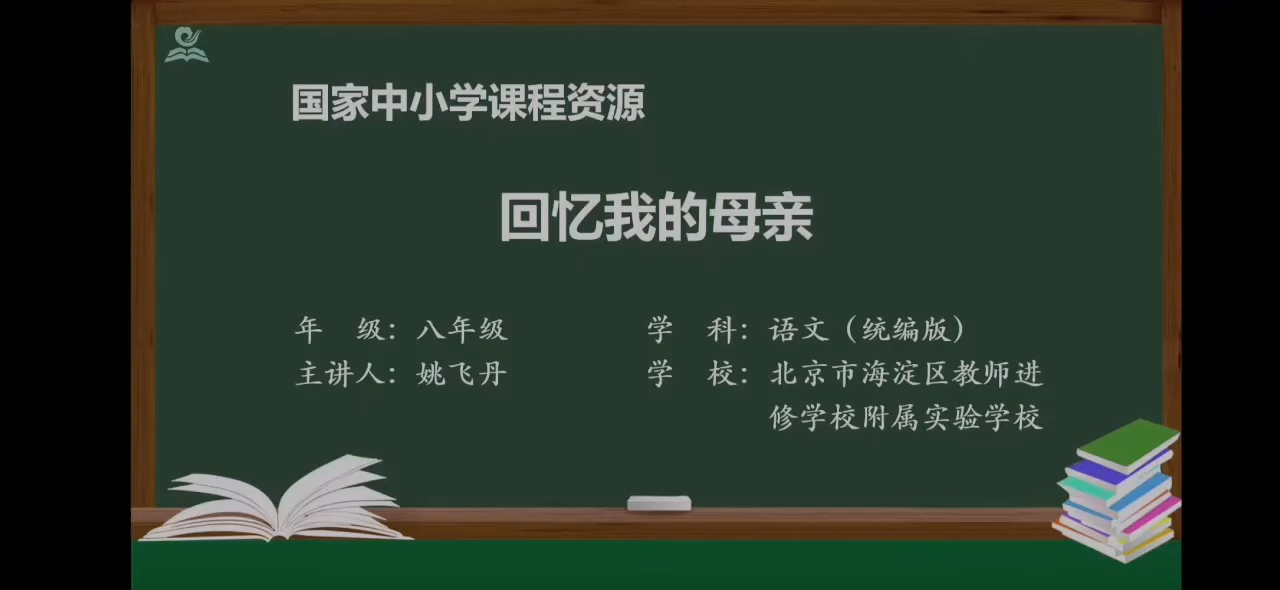 国家中小学课程资源
回忆我的母亲
年 级：八年级 学 科：语文（统编版）
主讲人：姚飞丹 学 校：北京市海淀区教师进
修学校附属实验学校